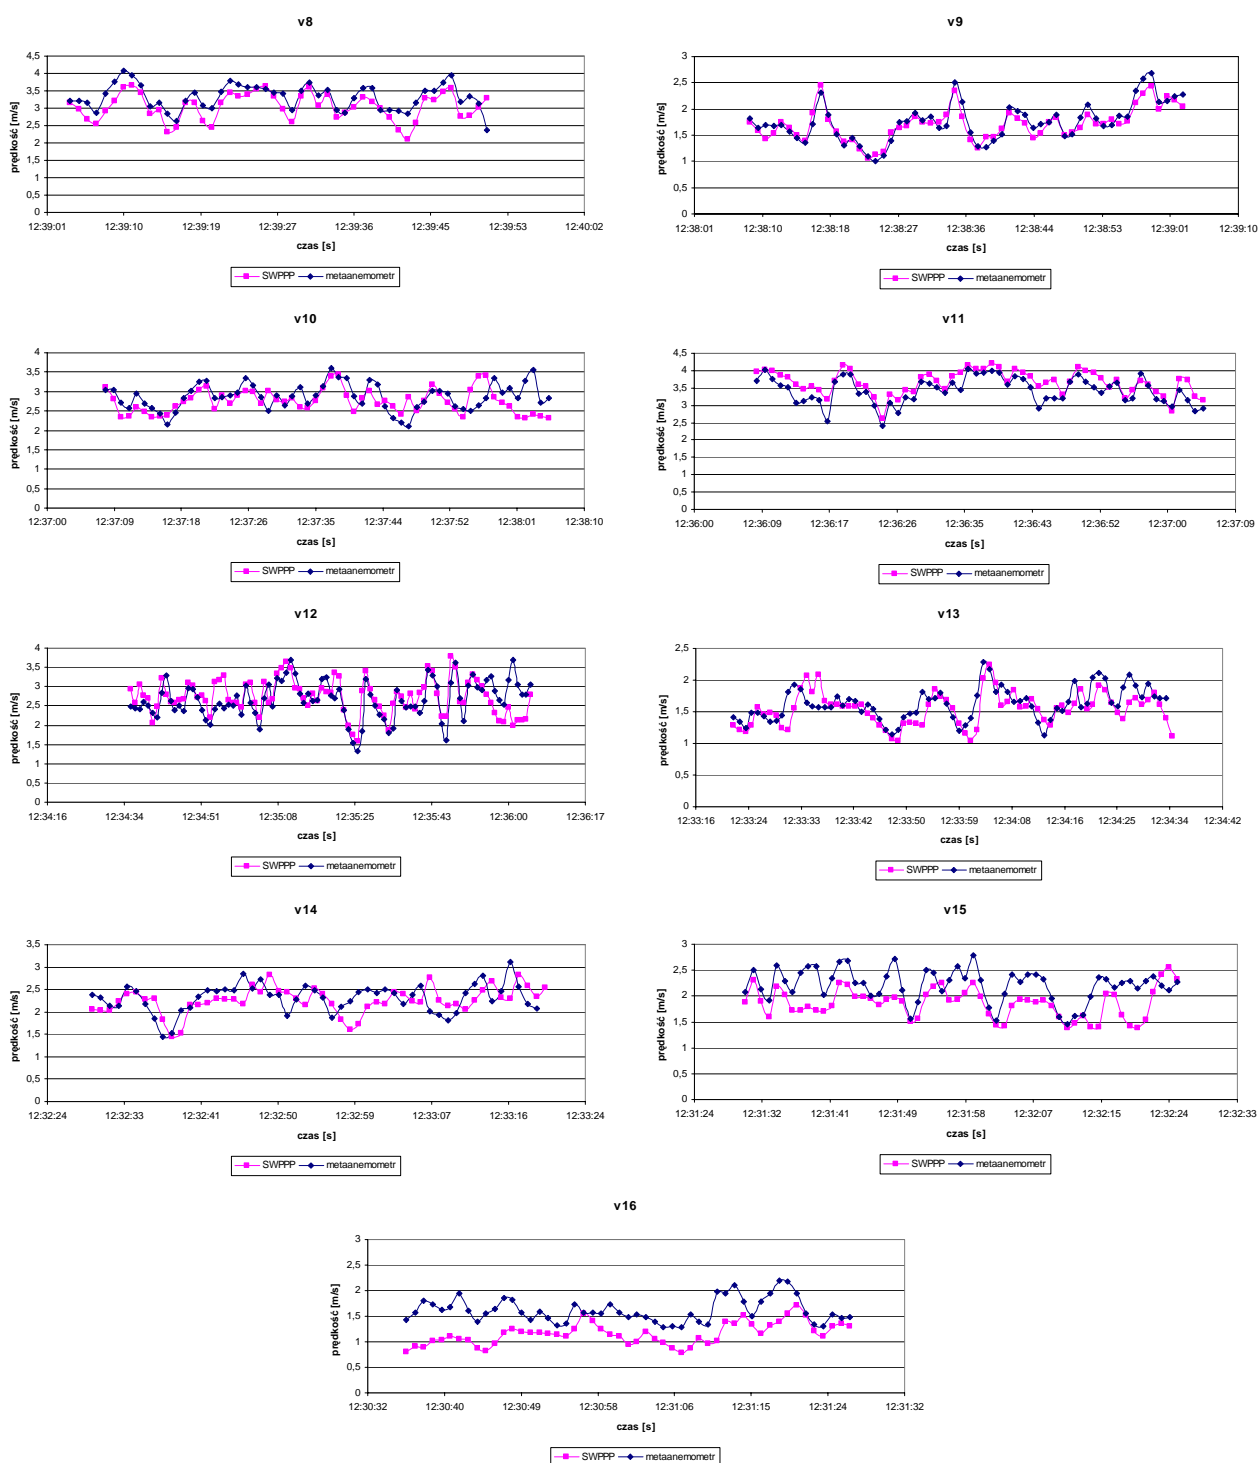 v8
4,5
4
3,5
3
2,5
2
1,5
1
0,5
0
prędkość [m/s]
12:39:01 12:39:10 12:39:19 12:39:27 12:39:36 12:39:45 12:39:53 12:40:02
czas [s]
SWPPP metaanemometr
v9
3
2,5
2
1,5
1
0,5
0
prędkość [m/s]
12:38:01 12:38:10 12:38:18 12:38:27 12:38:36 12:38:44 12:38:53 12:39:01 12:39:10
czas [s]
SWPPP metaanemometr
v10
4
3,5
3
2,5
2
1,5
1
0,5
0
prędkość [m/s]
12:37:00 12:37:09 12:37:18 12:37:26 12:37:35 12:37:44 12:37:52 12:38:01 12:38:10
czas [s]
SWPPP metaanemometr
v11
4,5
4
3,5
3
2,5
2
1,5
1
0,5
0
prędkość [m/s]
12:36:00 12:36:09 12:36:17 12:36:26 12:36:35 12:36:43 12:36:52 12:37:00 12:37:09
czas [s]
SWPPP metaanemometr
v12
4
3,5
3
2,5
2
1,5
1
0,5
0
prędkość [m/s]
12:34:16 12:34:34 12:34:51 12:35:08 12:35:25 12:35:43 12:36:00 12:36:17
czas [s]
SWPPP metaanemometr
v13
2,5
2
1,5
1
0,5
0
prędkość [m/s]
12:33:16 12:33:24 12:33:33 12:33:42 12:33:50 12:33:59 12:34:08 12:34:16 12:34:25 12:34:34 12:34:42
czas [s]
SWPPP metaanemometr
v14
3,5
3
2,5
2
1,5
1
0,5
0
prędkość [m/s]
12:32:24 12:32:33 12:32:41 12:32:50 12:32:59 12:33:07 12:33:16 12:33:24
czas [s]
SWPPP metaanemometr
v15
3
2,5
2
1,5
1
0,5
0
prędkość [m/s]
12:31:24 12:31:32 12:31:41 12:31:49 12:31:58 12:32:07 12:32:15 12:32:24 12:32:33
czas [s]
SWPPP metaanemometr
v16
3
2,5
2
1,5
1
0,5
0
prędkość [m/s]
12:30:32 12:30:40 12:30:49 12:30:58 12:31:06 12:31:15 12:31:24 12:31:32
czas [s]
SWPPP metaanemometr